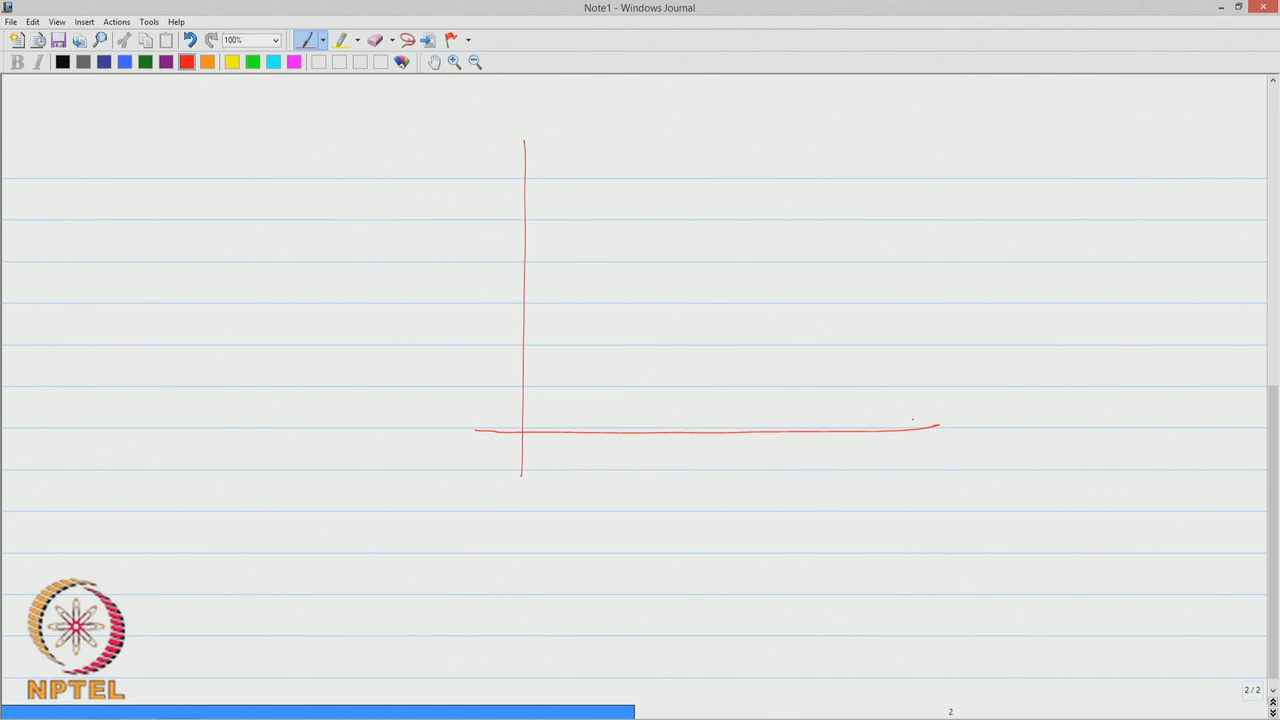 Note1 - Windows Journal
File Edit View Insert Actions Tools Help
100%
B I
NPTEL
2 / 2
2